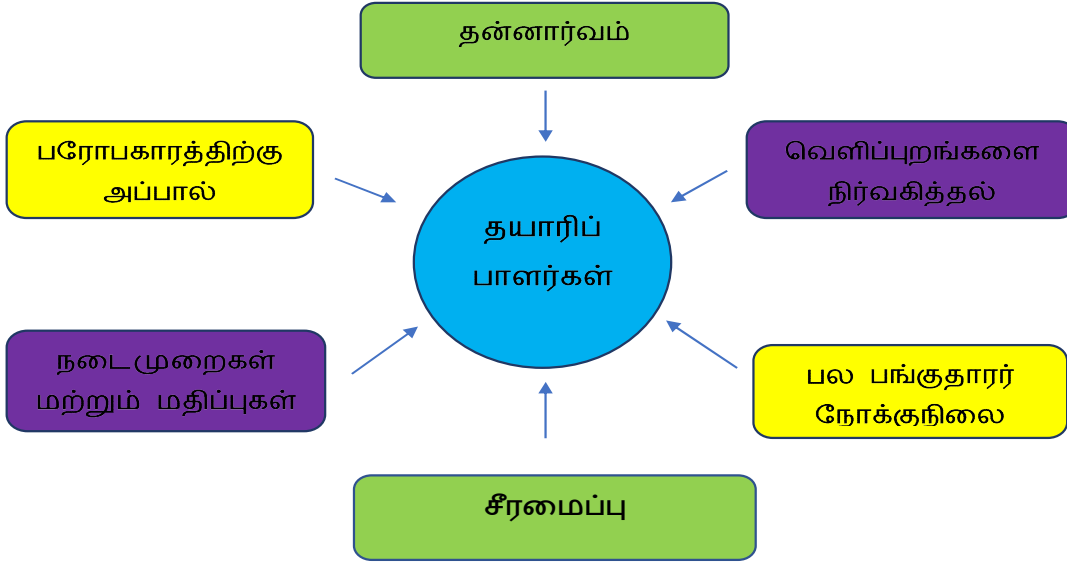 தன்னார்வம்
பரோபகாரத்திற்கு
அப்பால்
வெளிப்புறங்களை
நிர்வகித்தல்
தயாரிப்
பாளர்கள்
நடைமுறைகள்
மற்றும் மதிப்புகள்
பல பங்குதாரர்
நோக்குநிலை
சீரமைப்பு